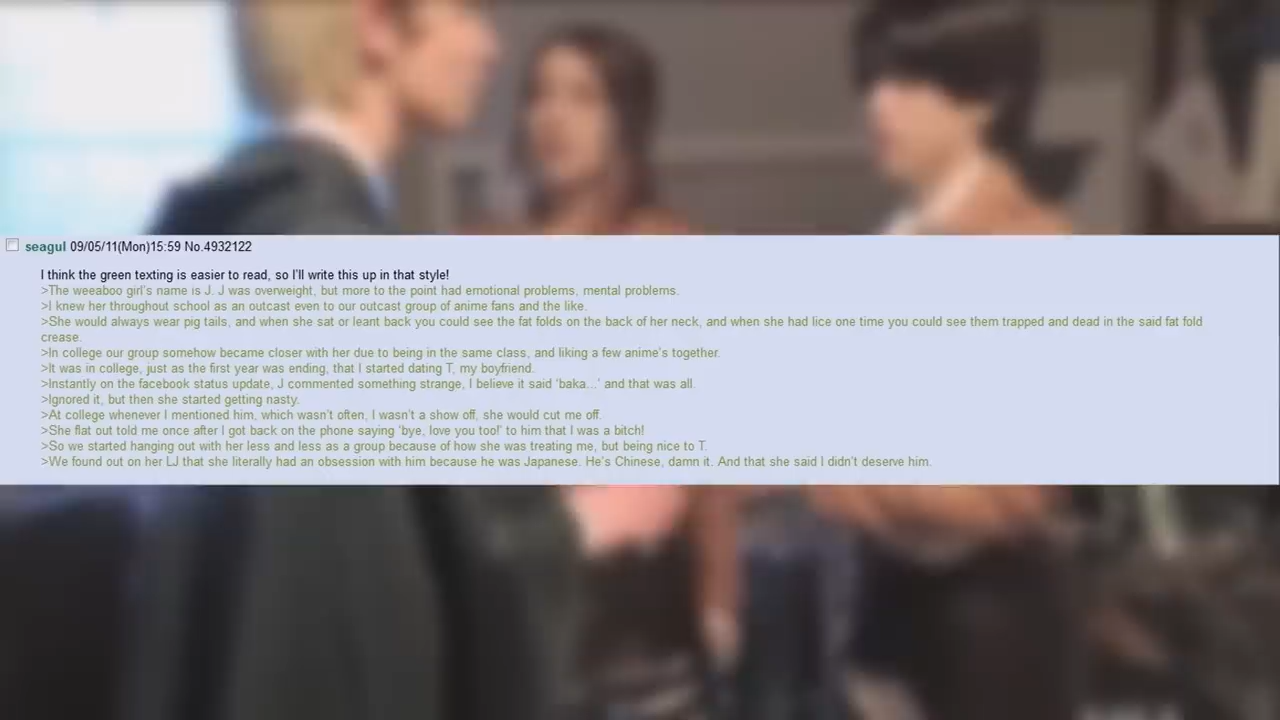 seagul 09/05/11(Mon)15:59 No.4932122
I think the green texting is easier to read, so I'll write this up in that style!
>The weeaboo girl's name is J. J was overweight, but more to the point had emotional problems, mental problems.
>I knew her throughout school as an outcast even to our outcast group of anime fans and the like.
>She would always wear pig tails, and when she sat or leant back you could see the fat folds on the back of her neck, and when she had lice one time you could see them trapped and dead in the said fat fold
crease.
>In college our group somehow became closer with her due to being in the same class, and liking a few anime's together.
>It was in college, just as the first year was ending, that I started dating T, my boyfriend.
>Instantly on the facebook status update, J commented something strange, I believe it said 'baka...' and that was all.
>Ignored it, but then she started getting nasty.
>At college whenever I mentioned him, which wasn't often, I wasn't a show off, she would cut me off.
>She flat out told me once after I got back on the phone saying 'bye, love you too!' to him that I was a bitch!
>So we started hanging out with her less and less as a group because of how she was treating me, but being nice to T.
>We found out on her LJ that she literally had an obsession with him because he was Japanese. He's Chinese, damn it. And that she said I didn't deserve him.